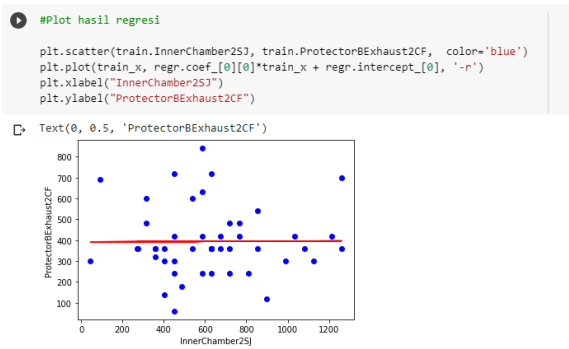 #Plot hasil regresi
plt.scatter(train.InnerChamber2SJ, train.ProtectorBExhaust2CF,  color='blue')
plt.plot(train_x, regr.coef_[0][0]*train_x + regr.intercept_[0], '-r')
plt.xlabel("InnerChamber2SJ")
plt.ylabel("ProtectorBExhaust2CF")
Text(0, 0.5, 'ProtectorBExhaust2CF')
ProtectorBExhaust2CF
800
700
600
500
400
300
200
100
0 200 400 600 800 1000 1200
InnerChamber2SJ